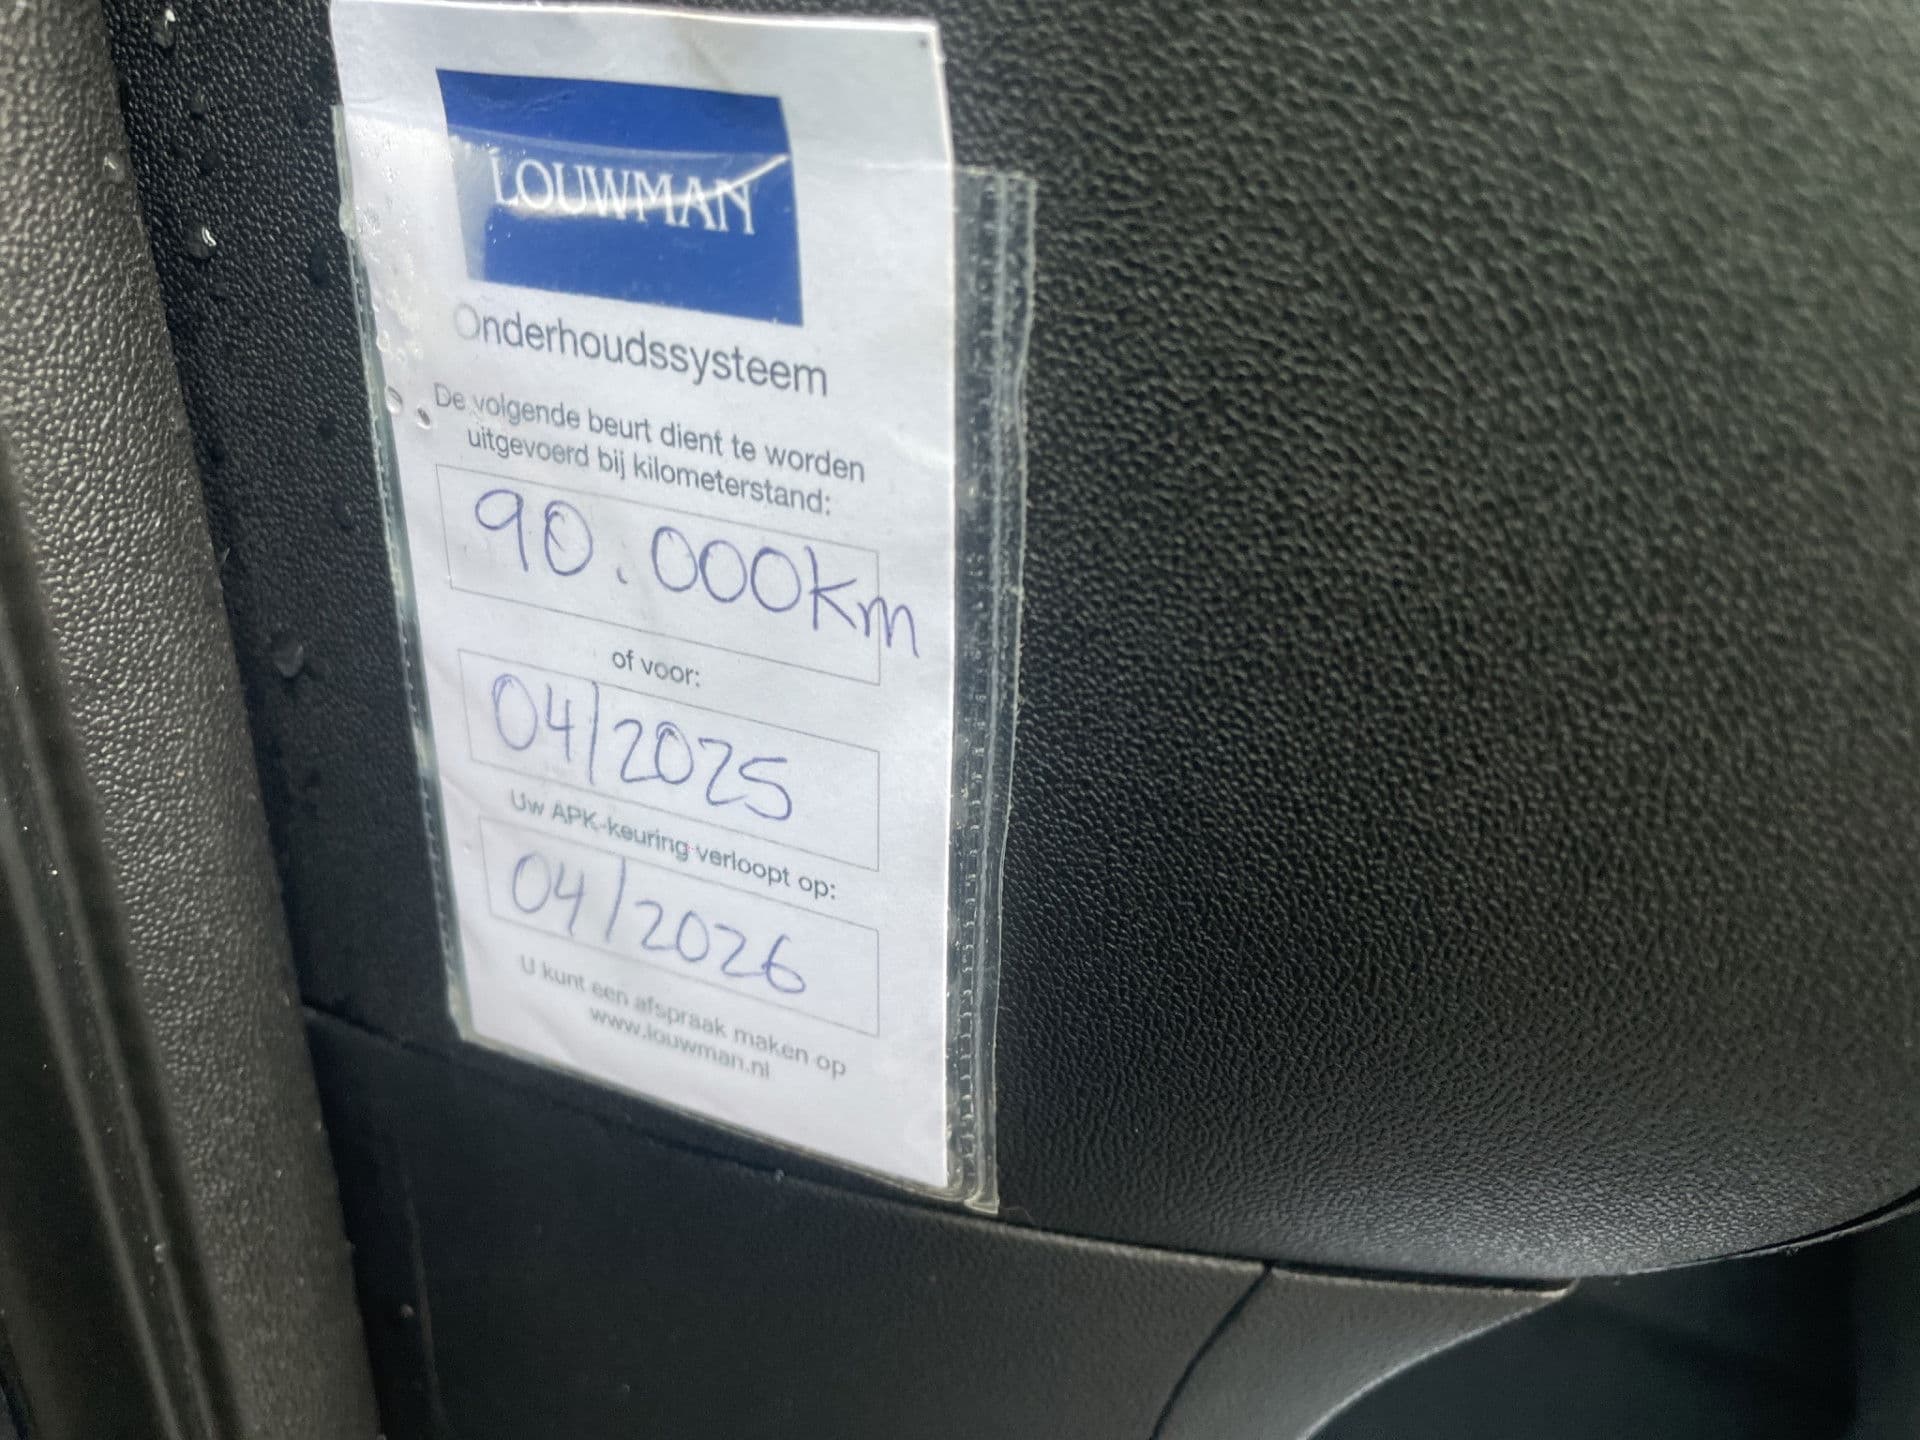 LOUWMAN
Onderhoudssysteem
De volgende beurt dient te worden
uitgevoerd bij kilometerstand:
90.000km
of voor:
04/2025
Uw APK-keuring verloopt op:
04/2026
U kunt een afspraak maken op
www.louwman.nl